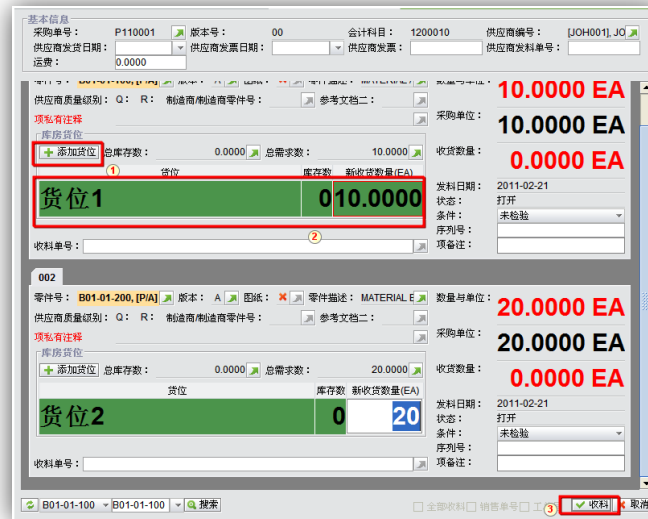 基本信息
采购单号： P110001 版本号： 00 会计科目： 1200010 供应商编号： [JOH001], JO
供应商发货日期： 供应商发票日期： 供应商发票： 供应商发料单号：
运费： 0.0000
零件号： B01-01-100, [P/A] 版本： A 图纸： 零件描述： MATERIAL 数量与单位： 10.0000 EA
供应商质量级别： Q： R： 制造商/制造商零件号： 参考文档二：
项私有注释 采购单位： 10.0000 EA
库房货位
添加货位 总库存数： 0.0000 总需求数： 10.0000 收货数量： 0.0000 EA
①
货位 库存数 新收货数量(EA)
货位1 0 10.0000
发料日期： 2011-02-21
状态： 打开
条件： 未检验
②
序列号：
收料单号： 项备注：
002
零件号： B01-01-200, [P/A] 版本： A 图纸： 零件描述： MATERIAL E 数量与单位： 20.0000 EA
供应商质量级别： Q： R： 制造商/制造商零件号： 参考文档二：
项私有注释 采购单位： 20.0000 EA
库房货位
添加货位 总库存数： 0.0000 总需求数： 20.0000 收货数量： 0.0000 EA
货位 库存数 新收货数量(EA)
货位2 0 20
发料日期： 2011-02-21
状态： 打开
条件： 未检验
序列号：
收料单号： 项备注：
B01-01-100 B01-01-100 搜索 全部收料 销售单号 工 ③ 收料 取消